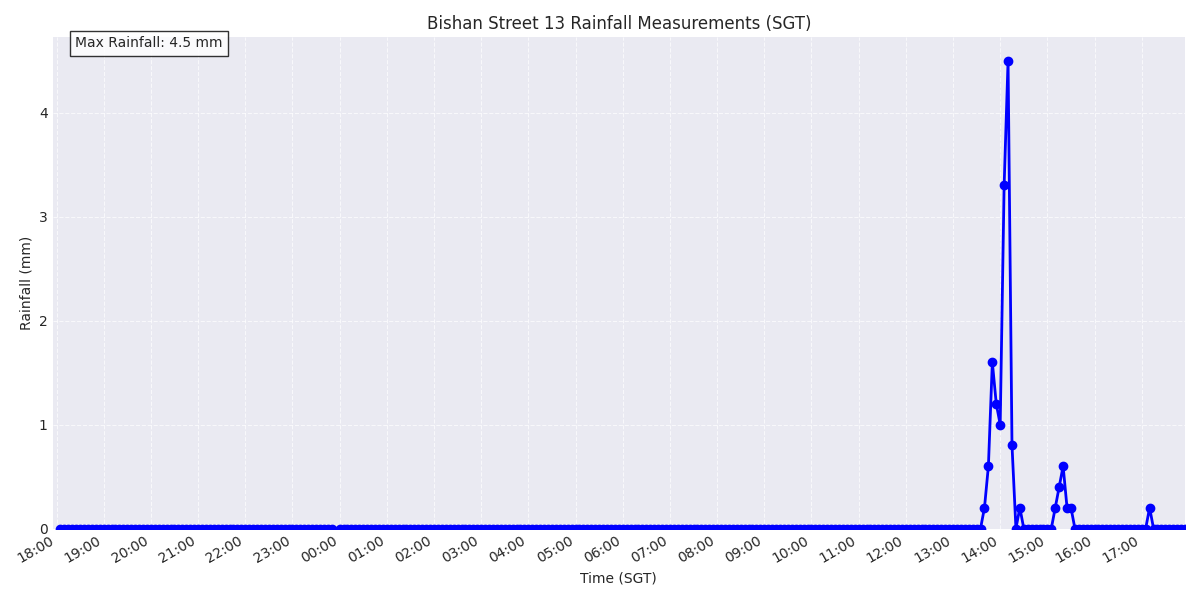 Bishan Street 13 Rainfall Measurements (SGT)
Max Rainfall: 4.5 mm
Rainfall (mm)
4
3
2
1
0
18:00 19:00 20:00 21:00 22:00 23:00 00:00 01:00 02:00 03:00 04:00 05:00 06:00 07:00 08:00 09:00 10:00 11:00 12:00 13:00 14:00 15:00 16:00 17:00
Time (SGT)